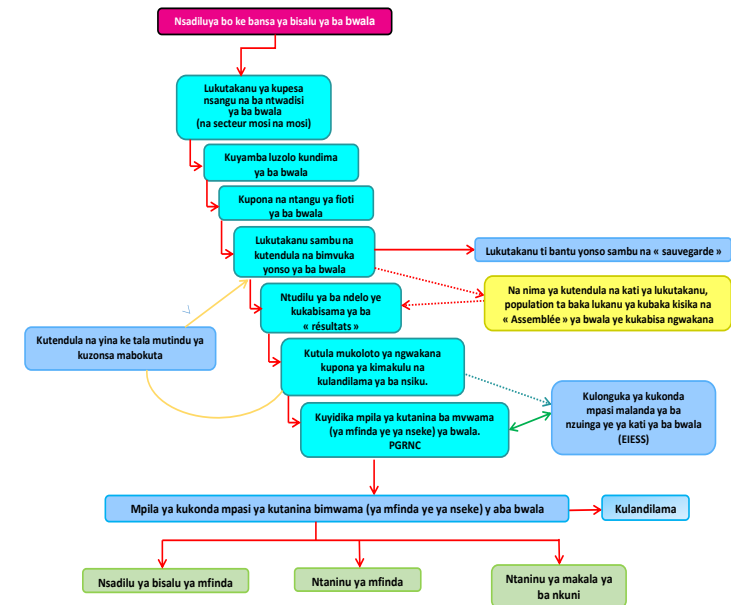 Nsadiluya bo ke bansa ya bisalu ya ba bwala
Lukutakanu ya kupesa
nsangu na ba ntwadisi
ya ba bwala
(na secteur mosi na mosi)
Kuyamba luzolo kundima
ya ba bwala
Kupona na ntangu ya fioti
ya ba bwala
Lukutakanu sambu na
kutendula na bimvuka
yonso ya ba bwala
Lukutakanu ti bantu yonso sambu na « sauvegarde »
Na nima ya kutendula na kati ya lukutakanu,
population ta baka lukanu ya kubaka kisika na
« Assemblée » ya bwala ye kukabisa ngwakana
Ntudilu ya ba ndelo ye
kukabisama ya ba
« résultats »
Kutendula na yina ke tala mutindu ya
kuzonsa mabokuta
Kutula mukoloto ya ngwakana
kupona ya kimakulu na
kulandilama ya ba nsiku.
Kulonguka ya kukonda
mpasi malanda ya ba
nzuinga ye ya kati ya ba bwala
(EIESS)
Kuyidika mpila ya kutanina ba mvwama
(ya mfinda ye ya nseke) ya bwala.
PGRNC
Mpila ya kukonda mpasi ya kutanina bimwama (ya mfinda ye ya nseke) y aba bwala
Kulandilama
Nsadilu ya bisalu ya mfinda
Ntaninu ya mfinda
Ntaninu ya makala ya
ba nkuni